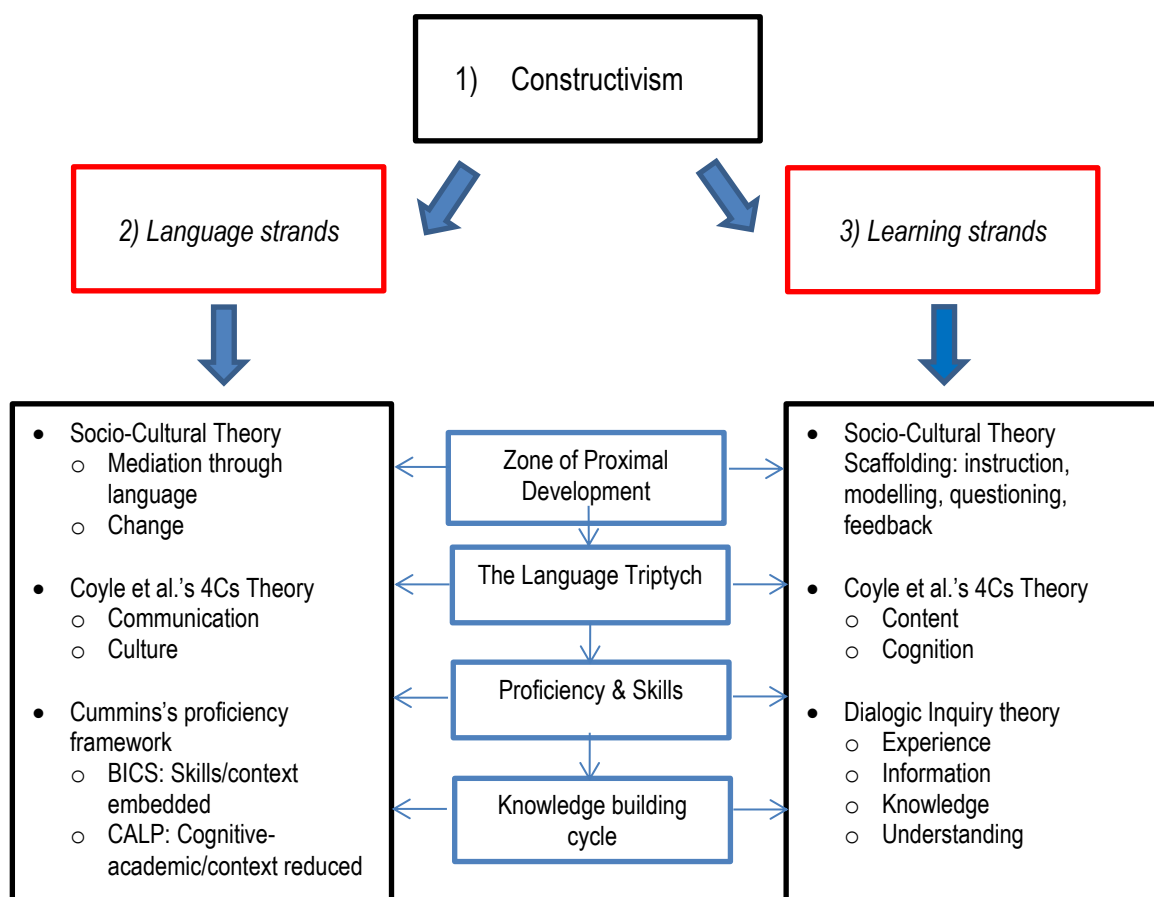 1) Constructivism
2) Language strands
3) Learning strands
• Socio-Cultural Theory
o Mediation through
language
o Change
• Coyle et al.’s 4Cs Theory
o Communication
o Culture
• Cummins’s proficiency
framework
o BICS: Skills/context
embedded
o CALP: Cognitive-
academic/context reduced
Zone of Proximal
Development
The Language Triptych
Proficiency & Skills
Knowledge building
cycle
• Socio-Cultural Theory
Scaffolding: instruction,
modelling, questioning,
feedback
• Coyle et al.’s 4Cs Theory
o Content
o Cognition
• Dialogic Inquiry theory
o Experience
o Information
o Knowledge
o Understanding